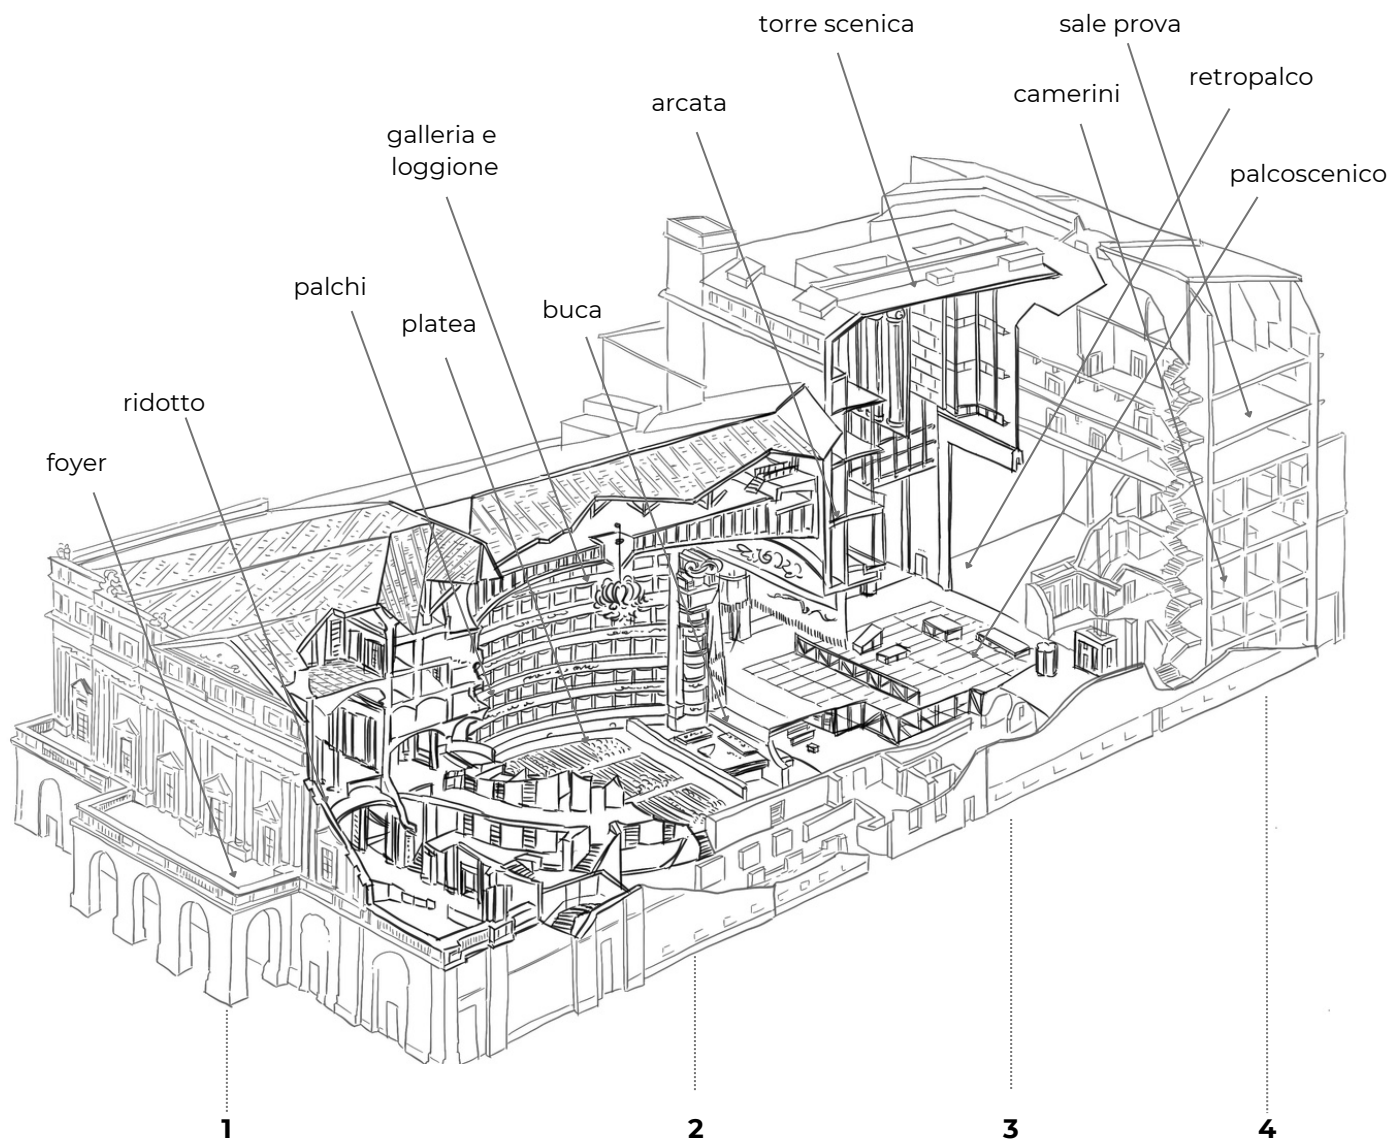 torre scenica
sale prova
retropalco
camerini
arcata
galleria e
loggione
palcoscenico
palchi
buca
platea
ridotto
foyer
1
2
3
4